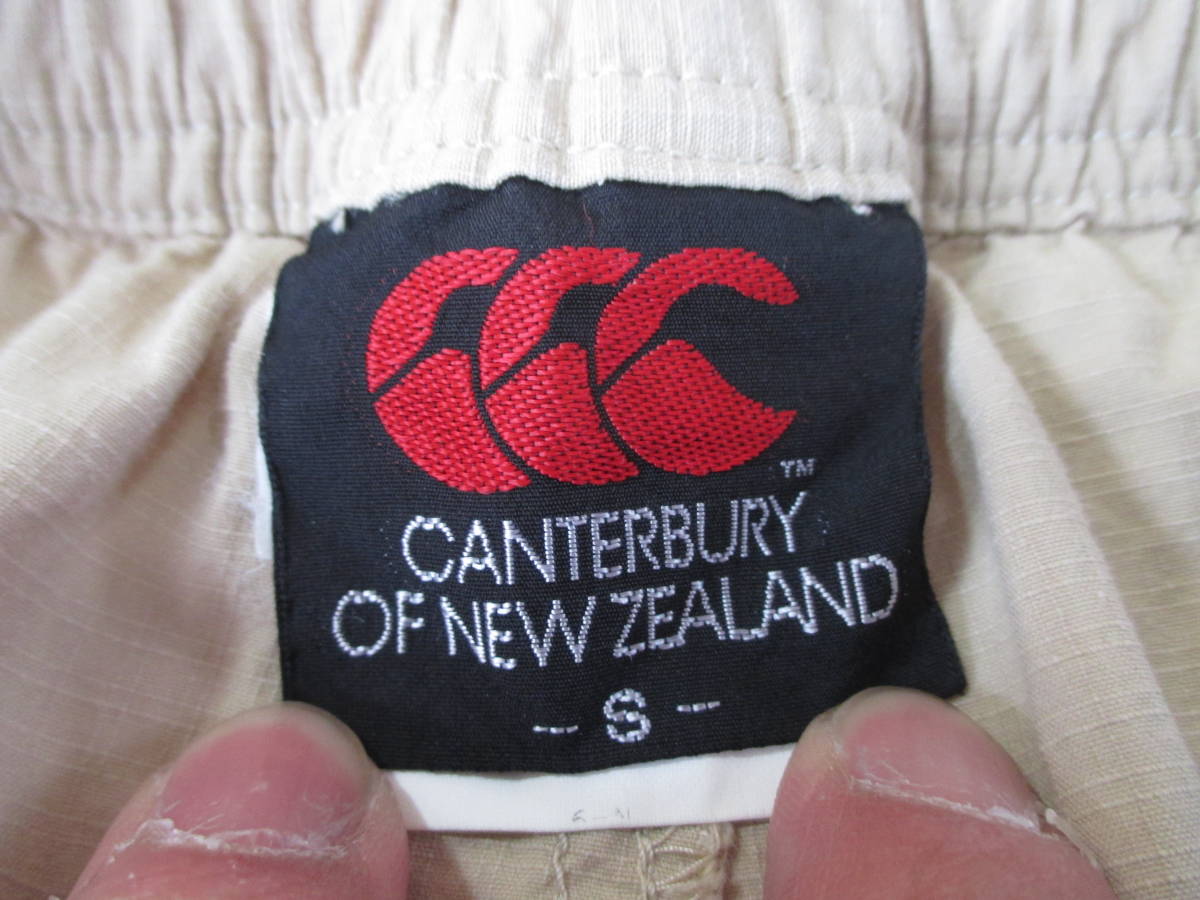 TM
CANTERBURY
OF NEW ZEALAND
- S -